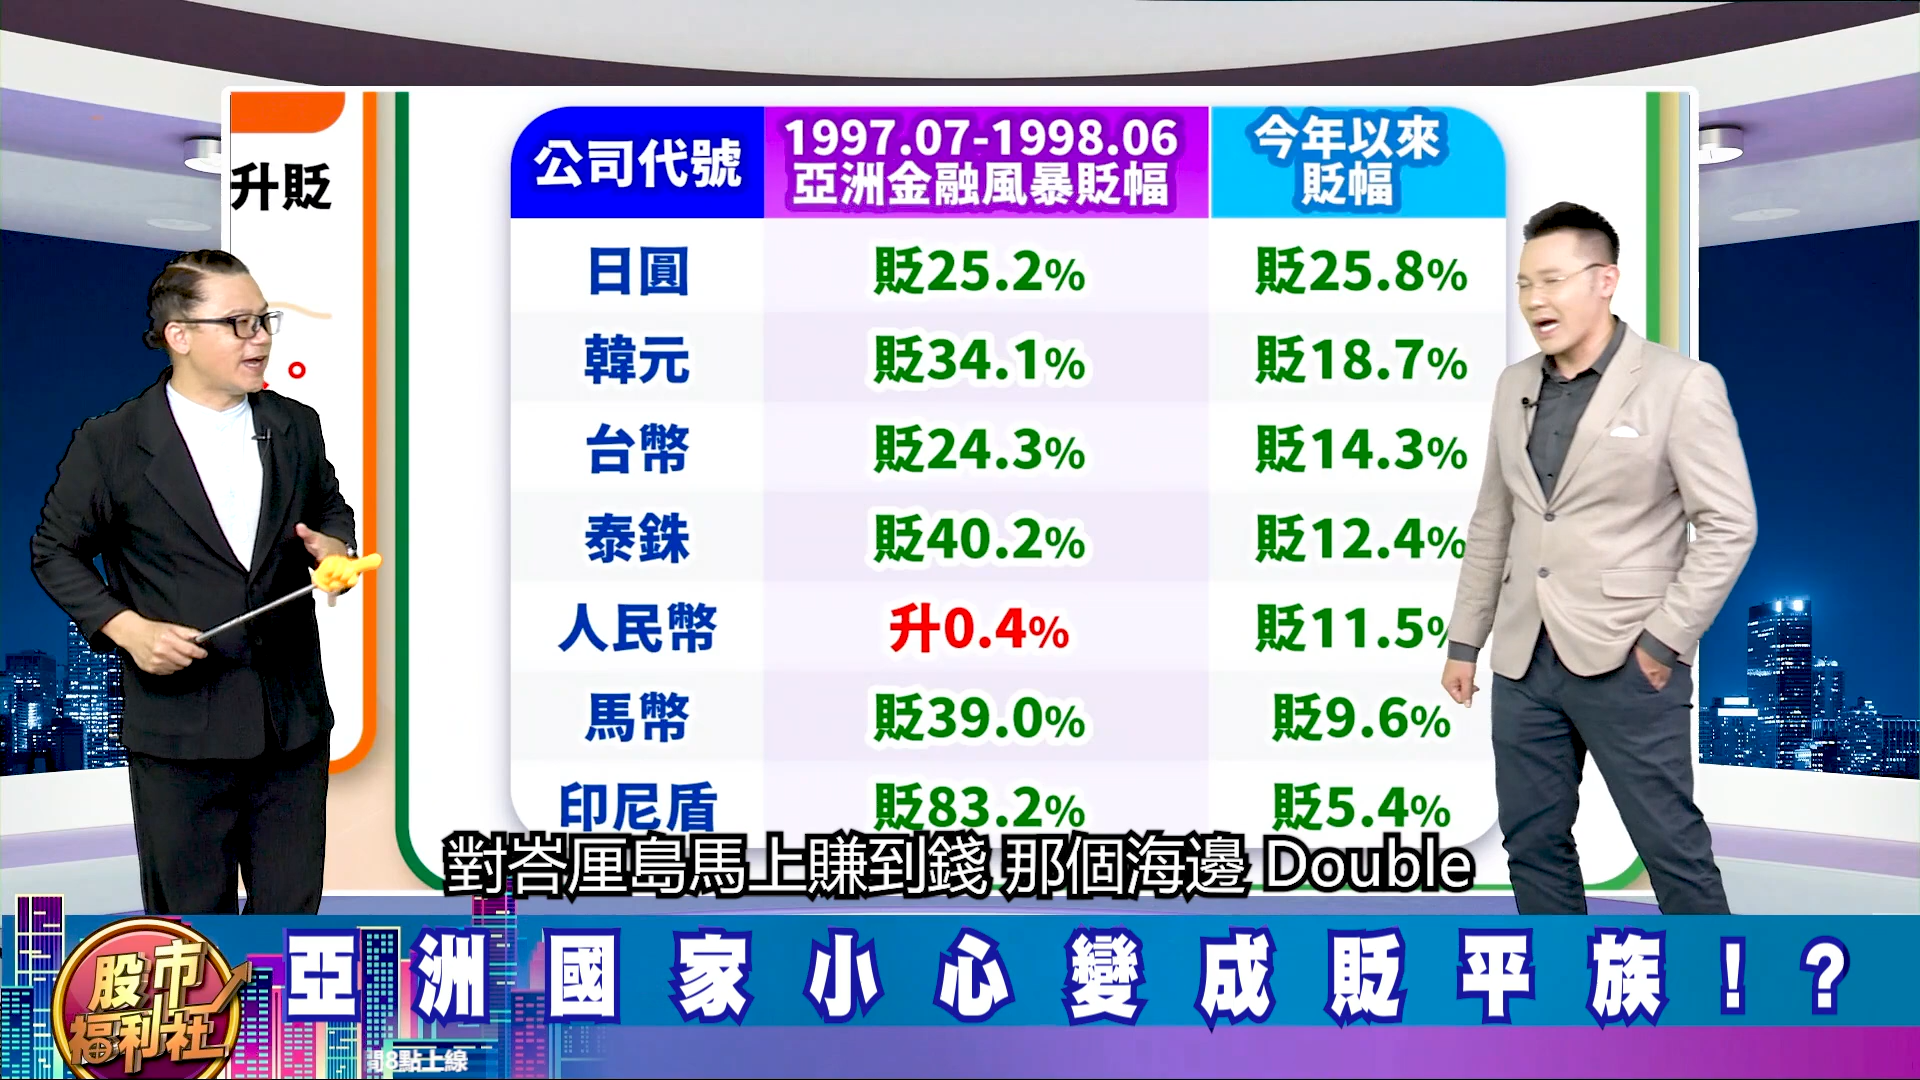 升貶
公司代號
1997.07-1998.06
亞洲金融風暴貶幅
今年以來
貶幅
日圓 貶25.2% 貶25.8%
韓元 貶34.1% 貶18.7%
台幣 貶24.3% 貶14.3%
泰銖 貶40.2% 貶12.4%
人民幣 升0.4% 貶11.5%
馬幣 貶39.0% 貶9.6%
印尼盾 貶83.2% 貶5.4%
對峇厘島馬上賺到錢 那個海邊 Double
亞洲國家小心變成貶平族!?
股市
福利社
8點上線